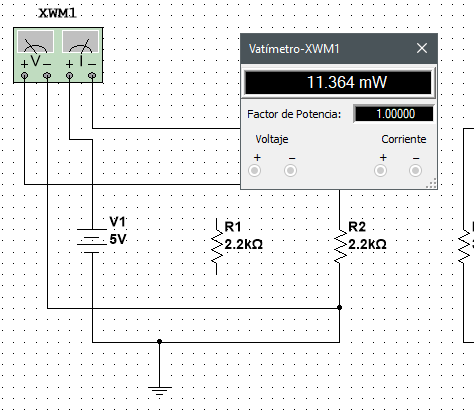 XWM1
V I
+ − + −
Vatímetro-XWM1
11.364 mW
Factor de Potencia: 1.00000
Voltaje Corriente
+ − + −
V1
5V
R1
2.2kΩ
R2
2.2kΩ